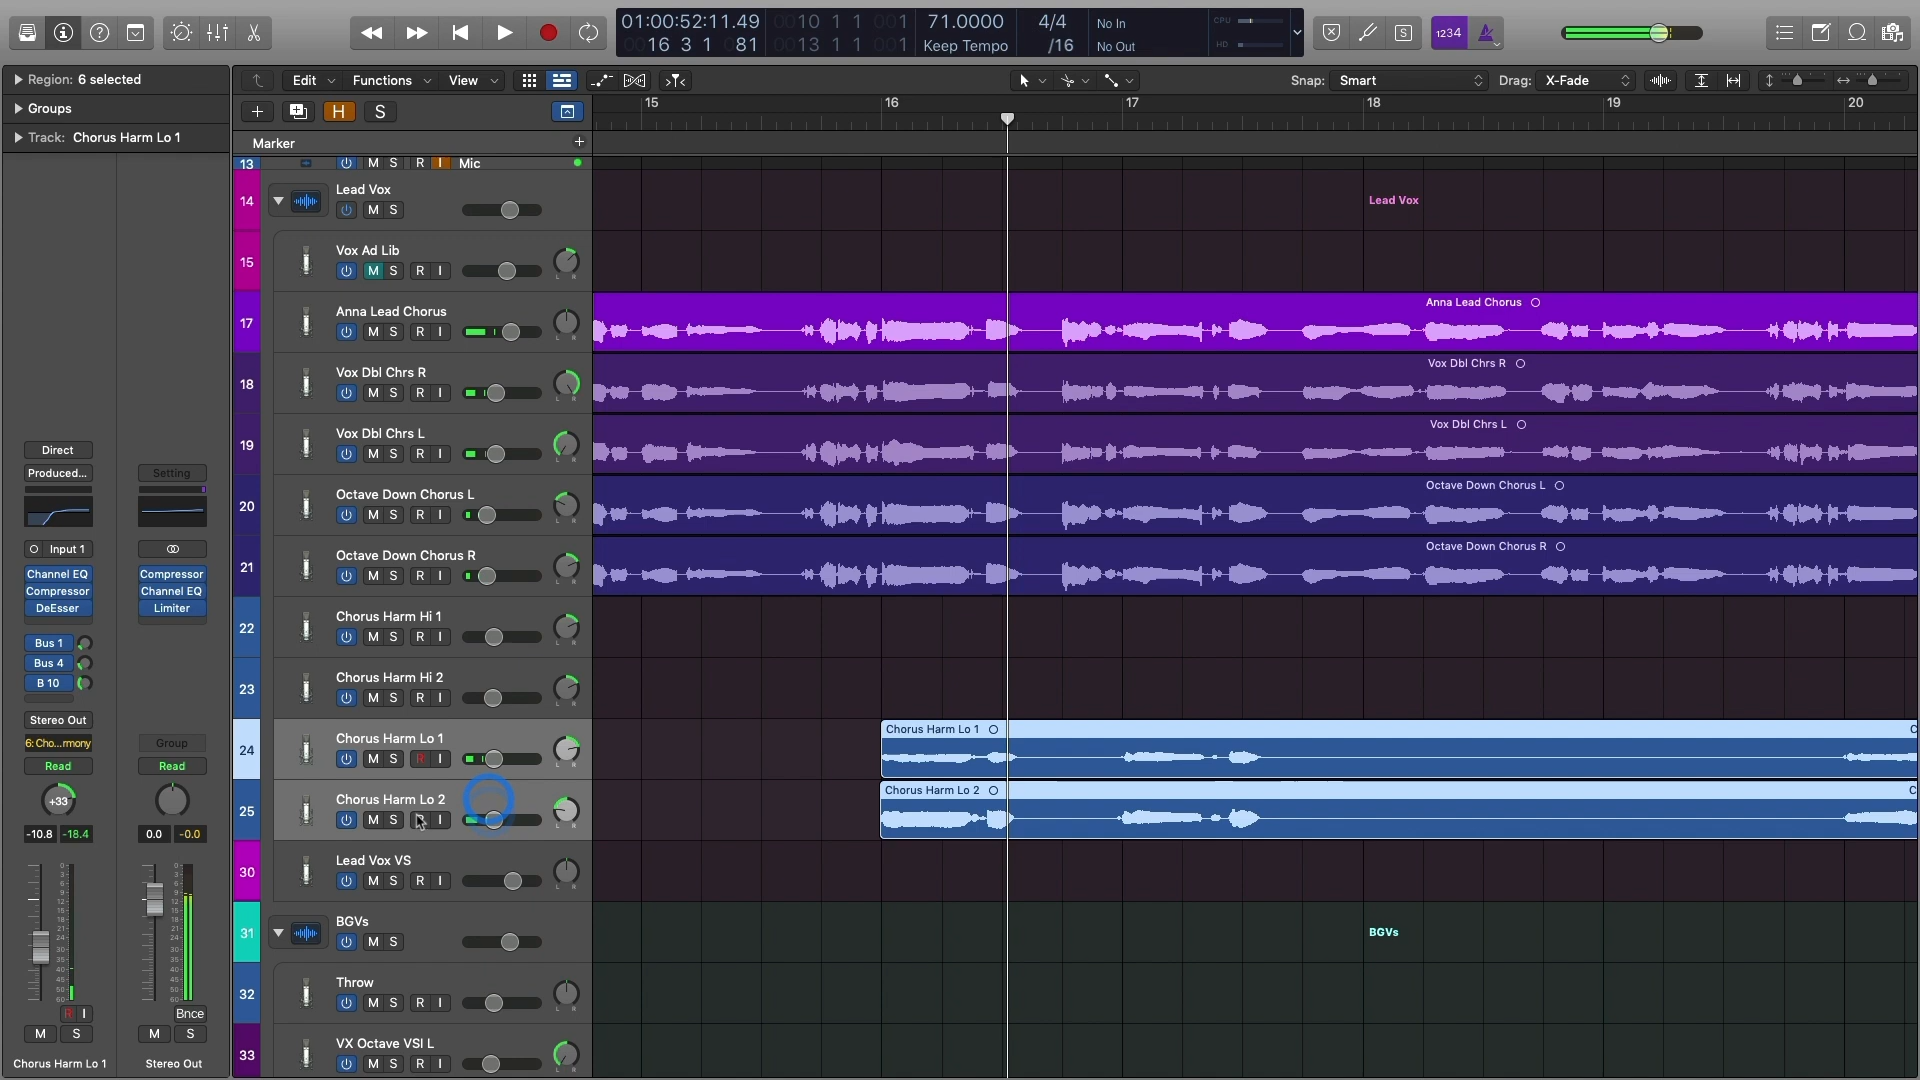 01:00:52:11.49
0010 1 1 001
71.0000
4/4
No In
CPU
0016 3 1 081
0013 1 1 001
Keep Tempo
/16
No Out
HD
S
1234
Region: 6 selected
Edit
Functions
View
Snap: Smart
Drag: X-Fade
Groups
H
S
15
16
17
18
19
20
Track: Chorus Harm Lo 1
Marker
13
M S R I
Mic
14
Lead Vox
M S
Lead Vox
15
Vox Ad Lib
M S R I
17
Anna Lead Chorus
M S R I
Anna Lead Chorus
18
Vox Dbl Chrs R
M S R I
Vox Dbl Chrs R
19
Vox Dbl Chrs L
M S R I
Vox Dbl Chrs L
20
Octave Down Chorus L
M S R I
Octave Down Chorus L
21
Octave Down Chorus R
M S R I
Octave Down Chorus R
22
Chorus Harm Hi 1
M S R I
23
Chorus Harm Hi 2
M S R I
24
Chorus Harm Lo 1
M S R I
Chorus Harm Lo 1
C
25
Chorus Harm Lo 2
M S R I
Chorus Harm Lo 2
C
30
Lead Vox VS
M S R I
31
BGVs
M S
BGVs
32
Throw
M S R I
33
VX Octave VSI L
M S R I
Direct
Produced...
Setting
Input 1
Channel EQ
Compressor
Compressor
Channel EQ
DeEsser
Limiter
Bus 1
Bus 4
B 10
Stereo Out
6: Cho...rmony
Group
Read
Read
+33
-10.8
-18.4
0.0
-0.0
R I
Bnce
M S
M S
Chorus Harm Lo 1
Stereo Out